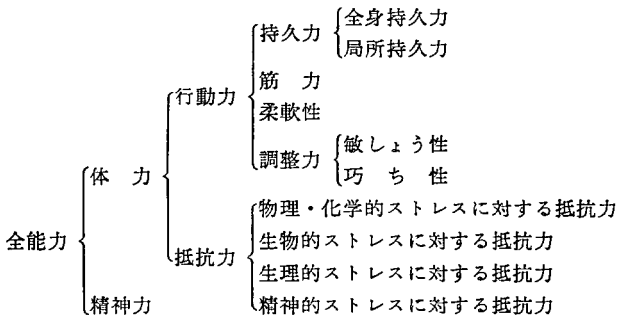 全身持久力
持久力
局所持久力
筋 力
行動力
柔軟性
敏しょう性
調整力
体 力
巧 ち 性
物理・化学的ストレスに対する抵抗力
全能力
生物的ストレスに対する抵抗力
抵抗力
生理的ストレスに対する抵抗力
精神力
精神的ストレスに対する抵抗力